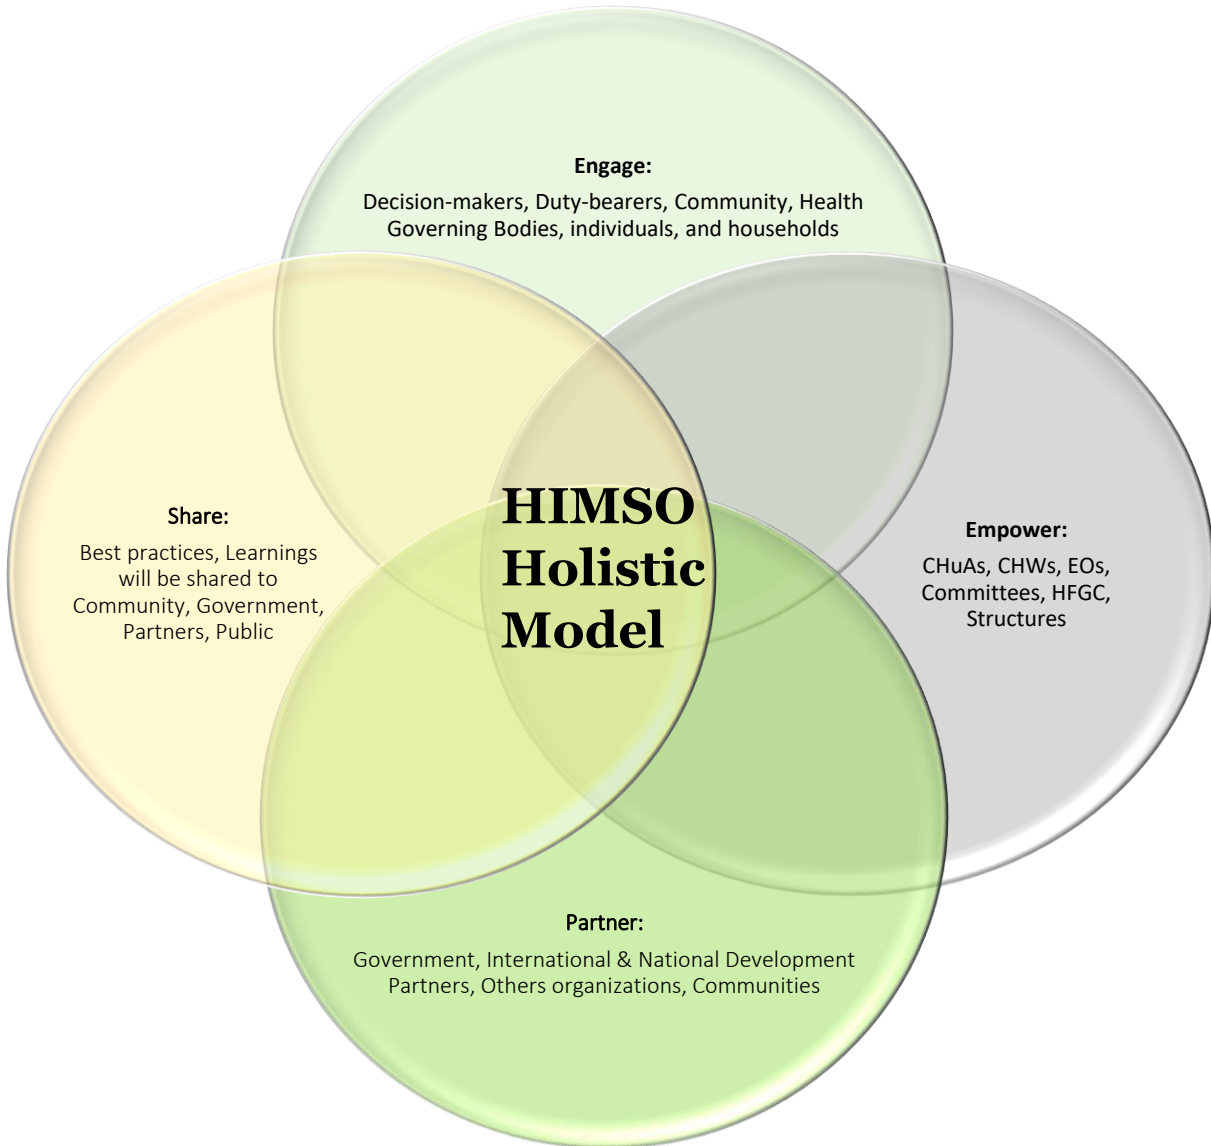 Engage:
Decision-makers, Duty-bearers, Community, Health
Governing Bodies, individuals, and households
Share:
Best practices, Learnings
will be shared to
Community, Government,
Partners, Public
HIMSO
Holistic
Model
Empower:
CHuAs, CHWs, EOs,
Committees, HFGC,
Structures
Partner:
Government, International & National Development
Partners, Others organizations, Communities